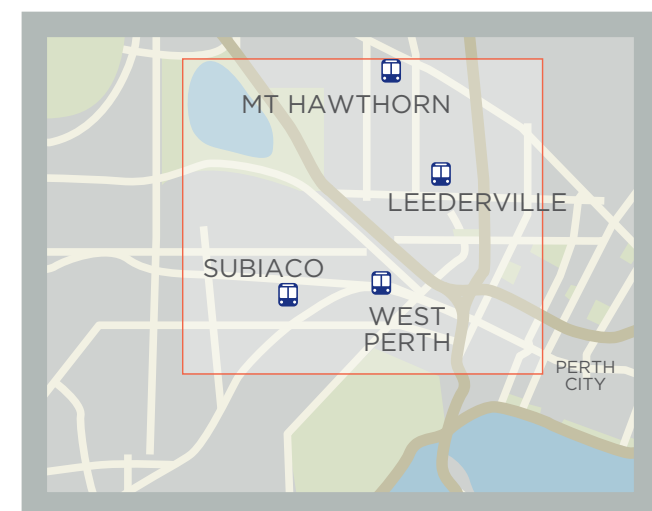 MT HAWTHORN
LEEDERVILLE
SUBIACO
WEST
PERTH
PERTH
CITY